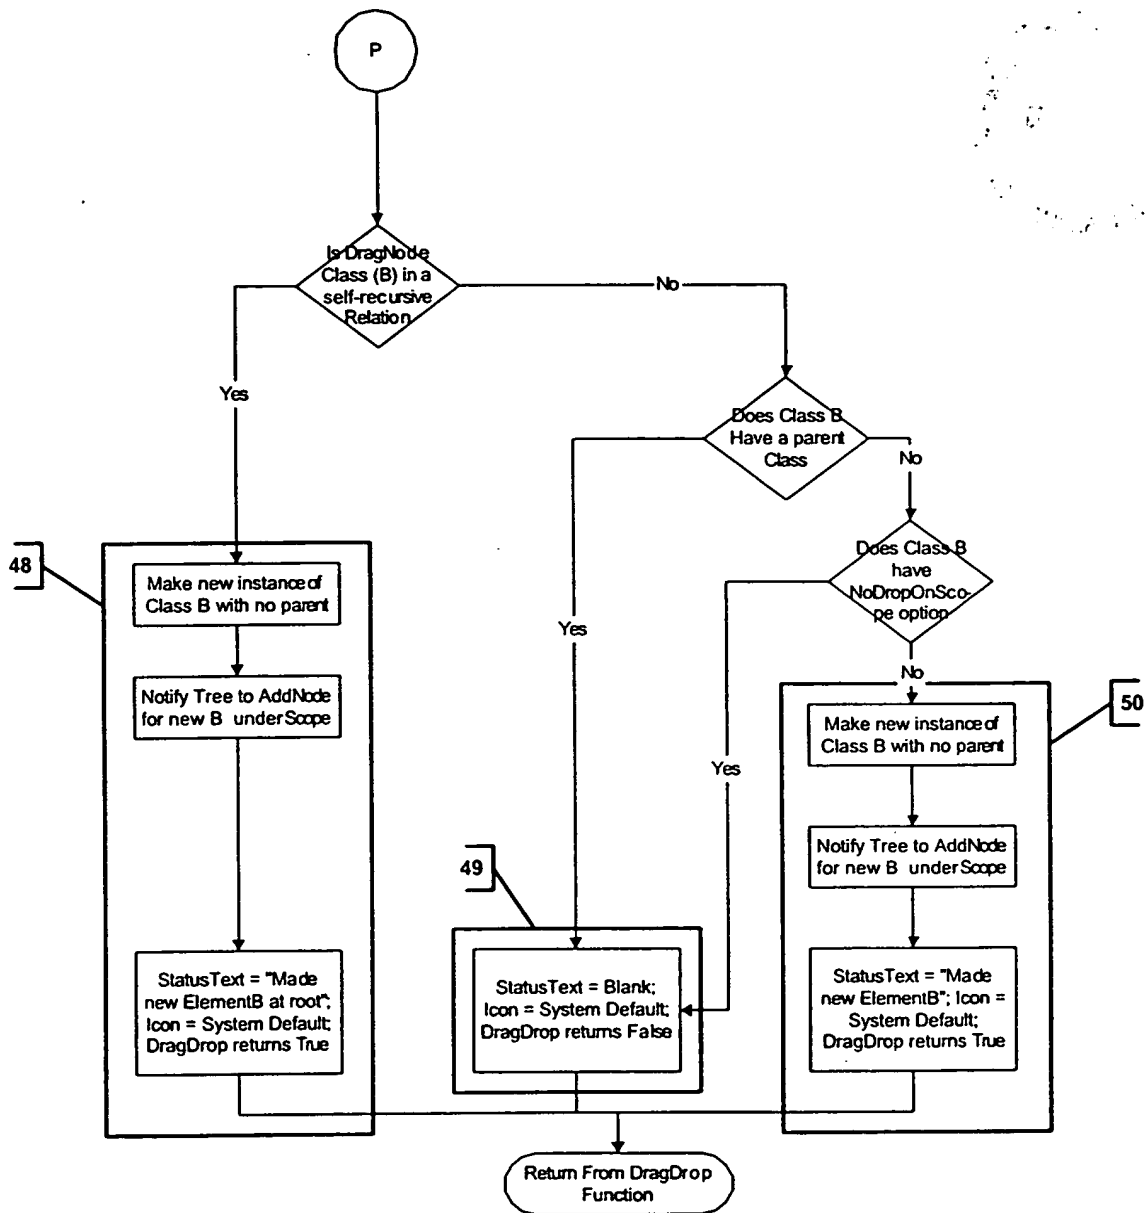 P
Is DragNode
Class (B) in a
self-recursive
Relation
No
Yes
Does Class B
Have a parent
Class
No
Does Class B
have
NoDropOnSco-
pe option
Yes
Yes
No
48
Make new instance of
Class B with no parent
Notify Tree to AddNode
for new B under Scope
StatusText = "Made
new ElementB at root";
Icon = System Default;
DragDrop returns True
49
StatusText = Blank;
Icon = System Default;
DragDrop returns False
50
Make new instance of
Class B with no parent
Notify Tree to AddNode
for new B under Scope
StatusText = "Made
new ElementB"; Icon =
System Default;
DragDrop returns True
Return From DragDrop
Function